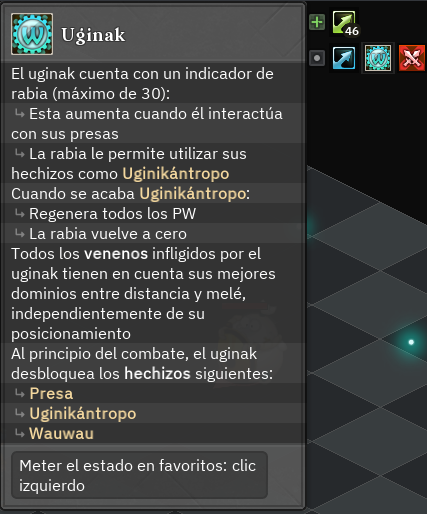 Uginak
El uginak cuenta con un indicador de
rabia (máximo de 30):
↳ Esta aumenta cuando él interactúa
con sus presas
↳ La rabia le permite utilizar sus
hechizos como Uginikántropo
Cuando se acaba Uginikántropo:
↳ Regenera todos los PW
↳ La rabia vuelve a cero
Todos los venenos infligidos por el
uginak tienen en cuenta sus mejores
dominios entre distancia y melé,
independientemente de su
posicionamiento
Al principio del combate, el uginak
desbloquea los hechizos siguientes:
↳ Presa
↳ Uginikántropo
↳ Wauwau
Meter el estado en favoritos: clic
izquierdo
46